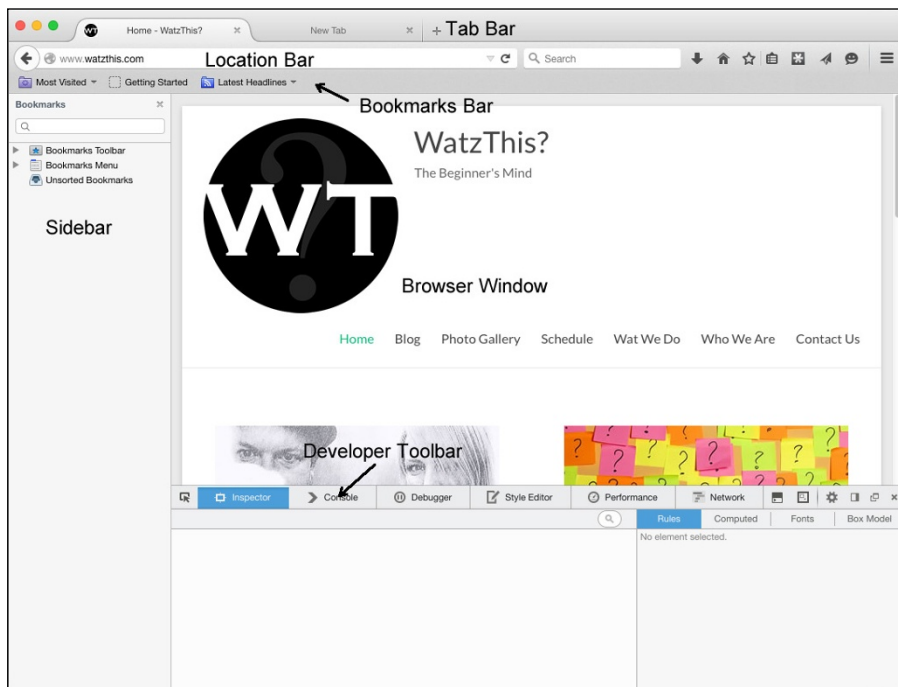 Home - WatzThis? × New Tab × + Tab Bar
www.watzthis.com Location Bar Search
Most Visited Getting Started Latest Headlines
Bookmarks × Bookmarks Bar
Bookmarks Toolbar
Bookmarks Menu
Unsorted Bookmarks
Sidebar
WatzThis?
The Beginner's Mind
WT
?
Browser Window
Home Blog Photo Gallery Schedule Wat We Do Who We Are Contact Us
? ? ? ? ? ? ?
Developer Toolbar
Inspector Console Debugger Style Editor Performance Network
Rules Computed Fonts Box Model
No element selected.